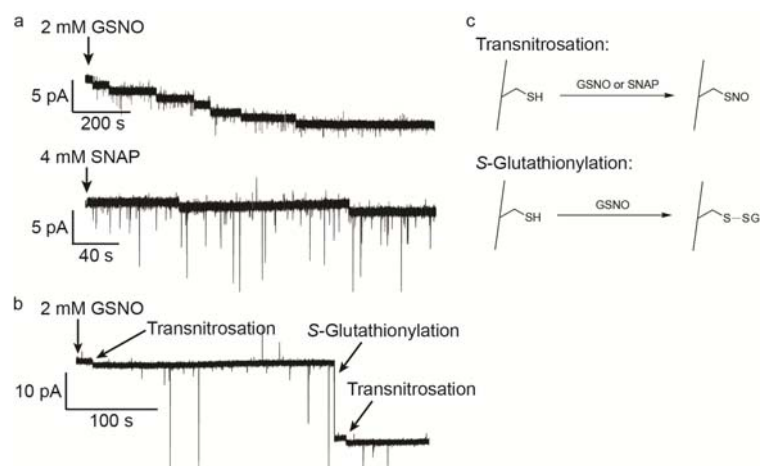 a
2 mM GSNO
5 pA
200 s
4 mM SNAP
5 pA
40 s
b
2 mM GSNO
Transnitrosation
S-Glutathionylation
Transnitrosation
10 pA
100 s
c
Transnitrosation:
SH
GSNO or SNAP
SNO
S-Glutathionylation:
SH
GSNO
S–SG